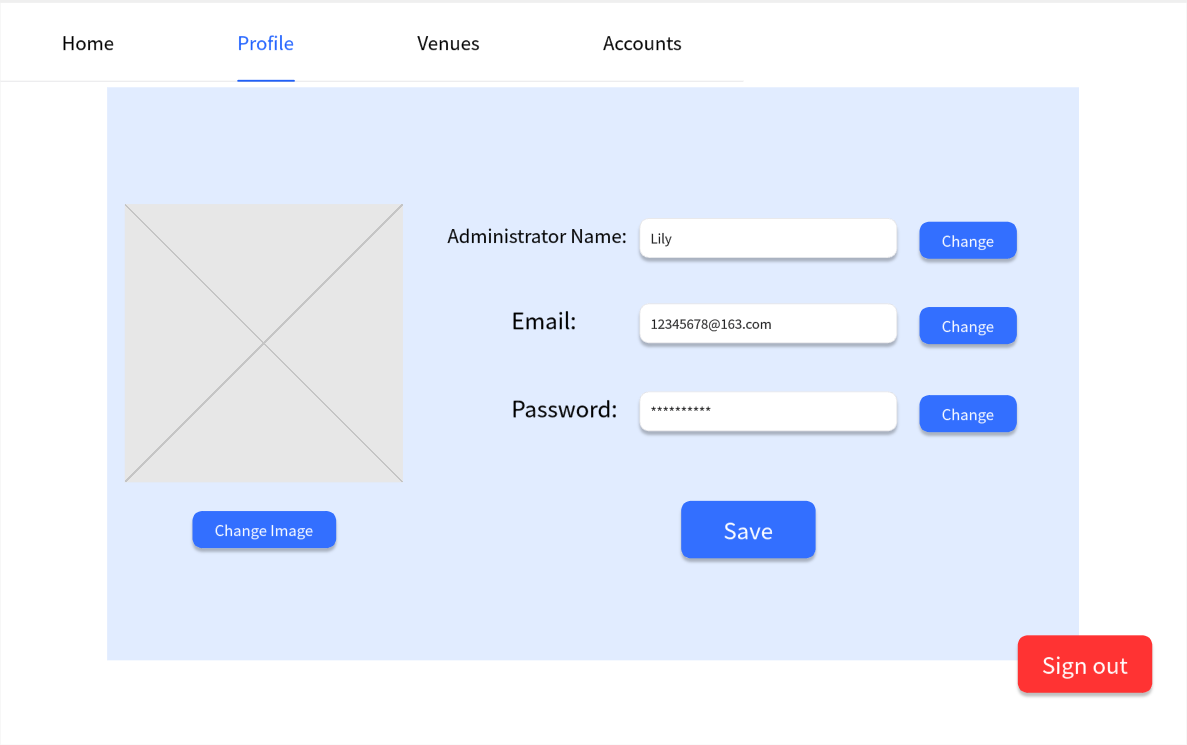 Home Profile Venues Accounts
Administrator Name: Lily Change
Email: 12345678@163.com Change
Password: ********** Change
Change Image Save
Sign out